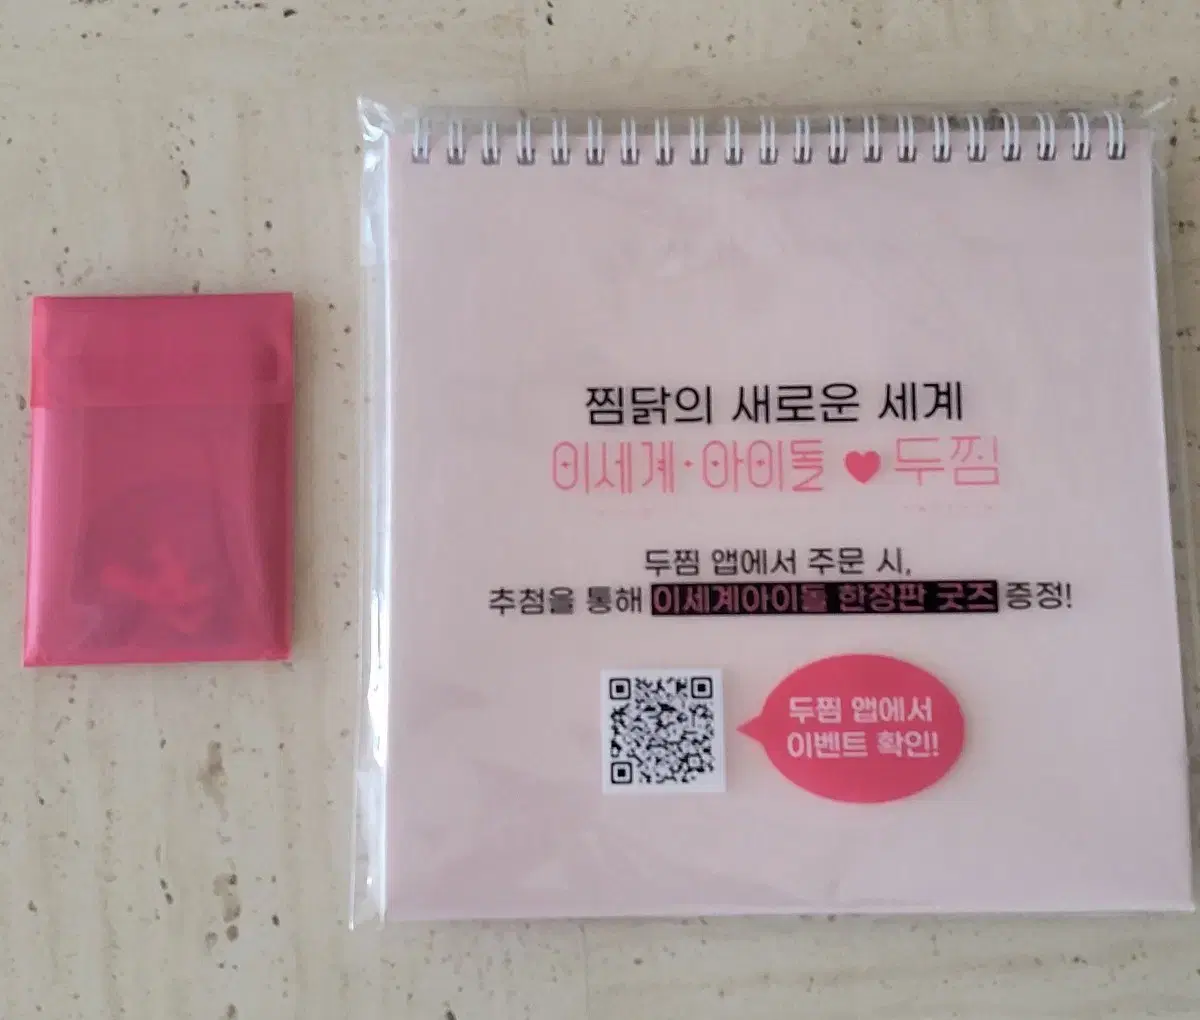 찜닭의 새로운 세계
이세계·아이돌 ♥ 두찜
두찜 앱에서 주문 시,
추첨을 통해 이세계아이돌 한정판 굿즈 증정!
두찜 앱에서
이벤트 확인!